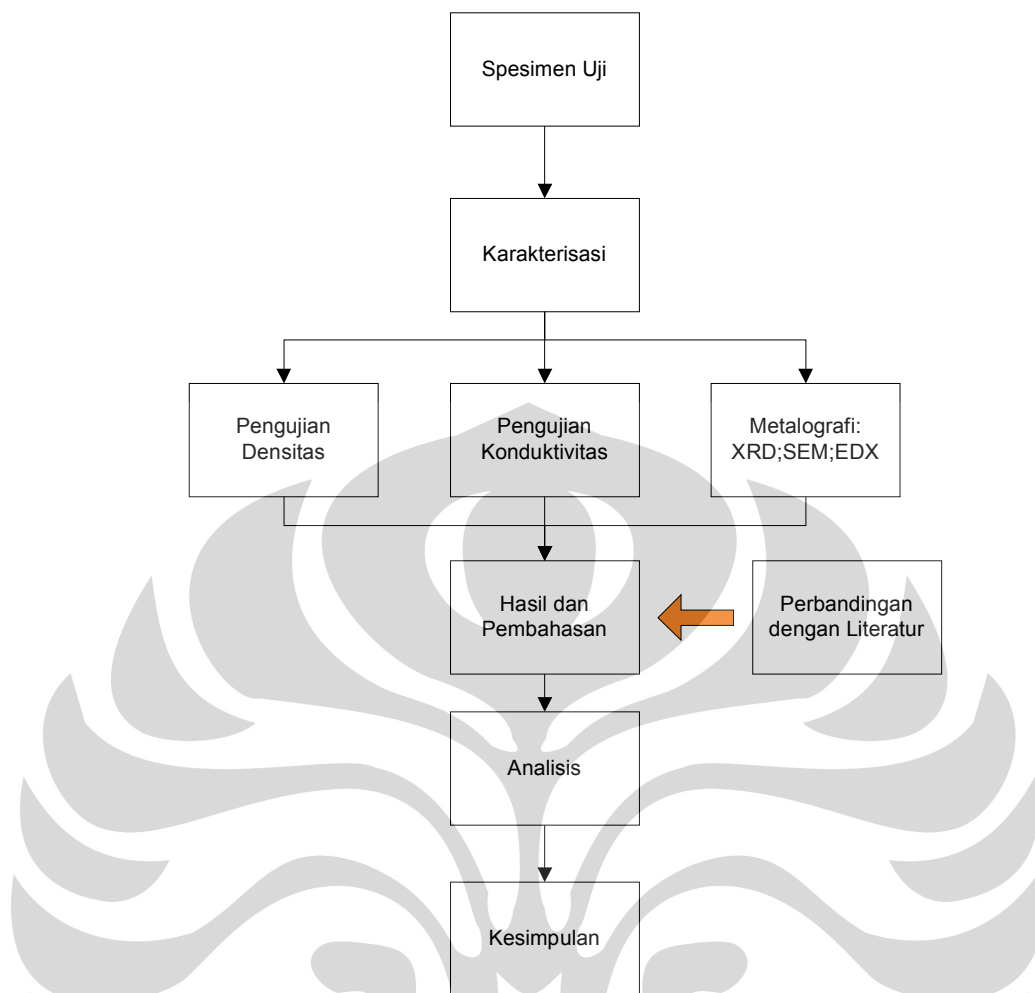 Spesimen Uji
Karakterisasi
Pengujian
Densitas
Pengujian
Konduktivitas
Metalografi:
XRD;SEM;EDX
Hasil dan
Pembahasan
Perbandingan
dengan Literatur
Analisis
Kesimpulan